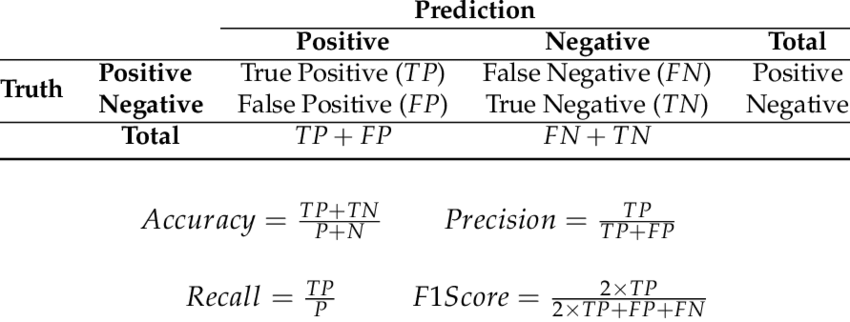 Prediction
Positive Negative Total
Truth Positive True Positive (TP) False Negative (FN) Positive
Negative False Positive (FP) True Negative (TN) Negative
Total TP + FP FN + TN
Accuracy = \frac{TP+TN}{P+N} Precision = \frac{TP}{TP+FP}
Recall = \frac{TP}{P} F1Score = \frac{2×TP}{2×TP+FP+FN}